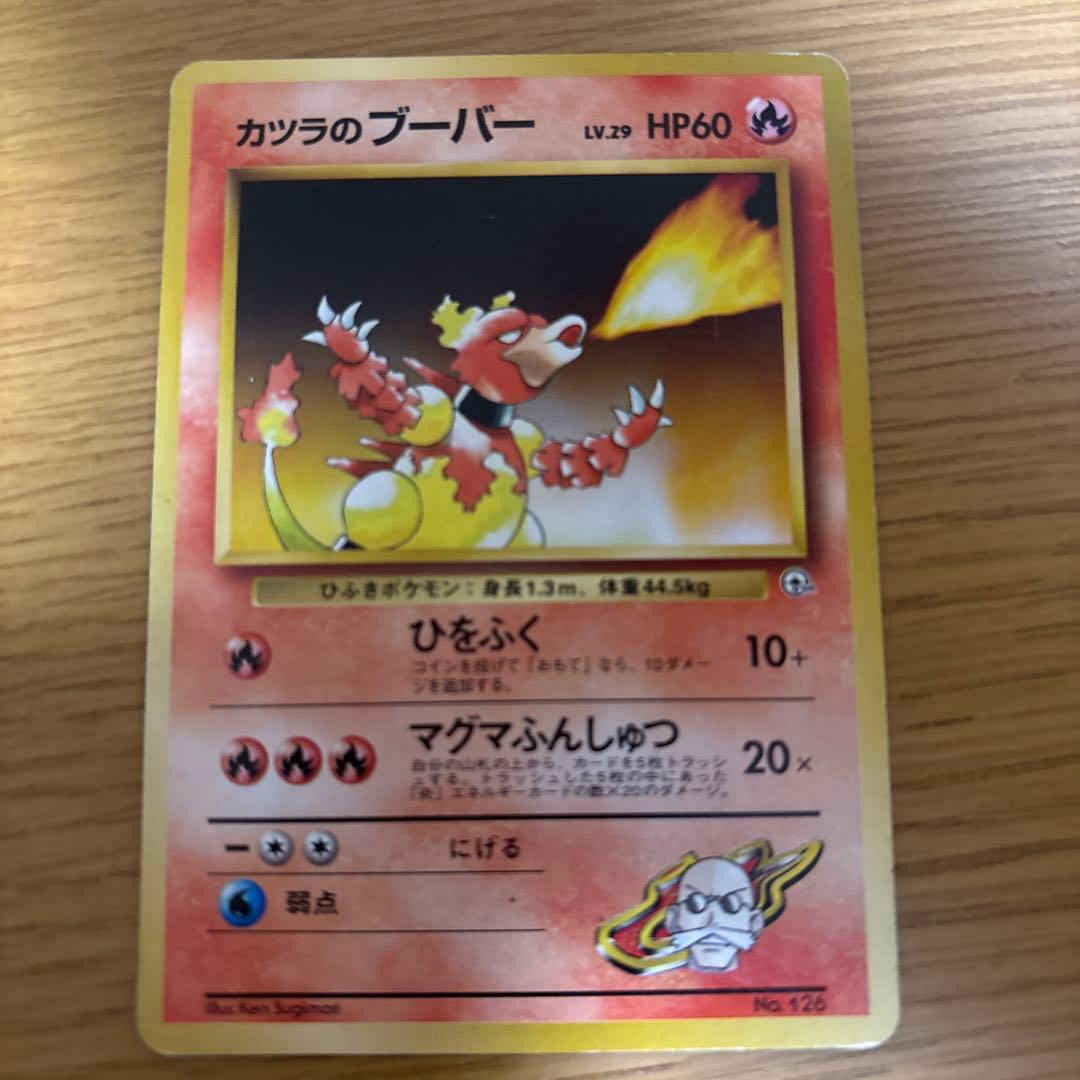 カツラのブーバー LV.29 HP60
ひふきポケモン：身長1.3m、体重44.5kg
ひをふく 10+
コインを投げて「おもて」なら、10ダメー
ジを追加する。
マグマふんしゅつ 20×
自分の山札の上から、カードを5枚トラッシ
ュする。トラッシュした5枚の中にあった
「炎」エネルギーカードの数×20のダメージ。
にげる
弱点
Illus. Ken Sugimori
No. 126